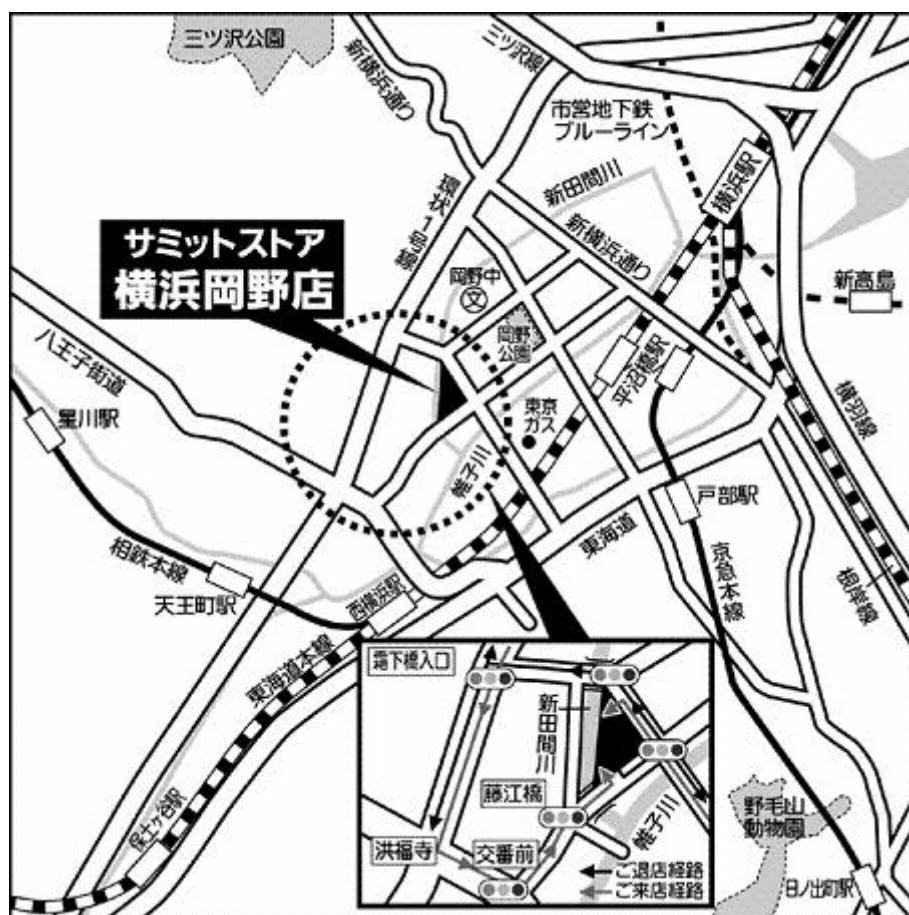 三ツ沢公園
新横浜通り
三ツ沢線
市営地下鉄
ブルーライン
横浜駅
新田間川
環状1号線
新横浜通り
サミットストア
横浜岡野店
岡野中
文
岡野
公園
新高島
平沼橋駅
八王子街道
星川駅
東京
ガス
横羽線
帷子川
戸部駅
東海道
相鉄本線
天王町駅
西横浜駅
京急本線
根岸線
東海道本線
霜下橋入口
新田間川
保土ヶ谷駅
藤江橋
洪福寺
交番前
帷子川
野毛山
動物園
ご退店経路
ご来店経路
日ノ出町駅